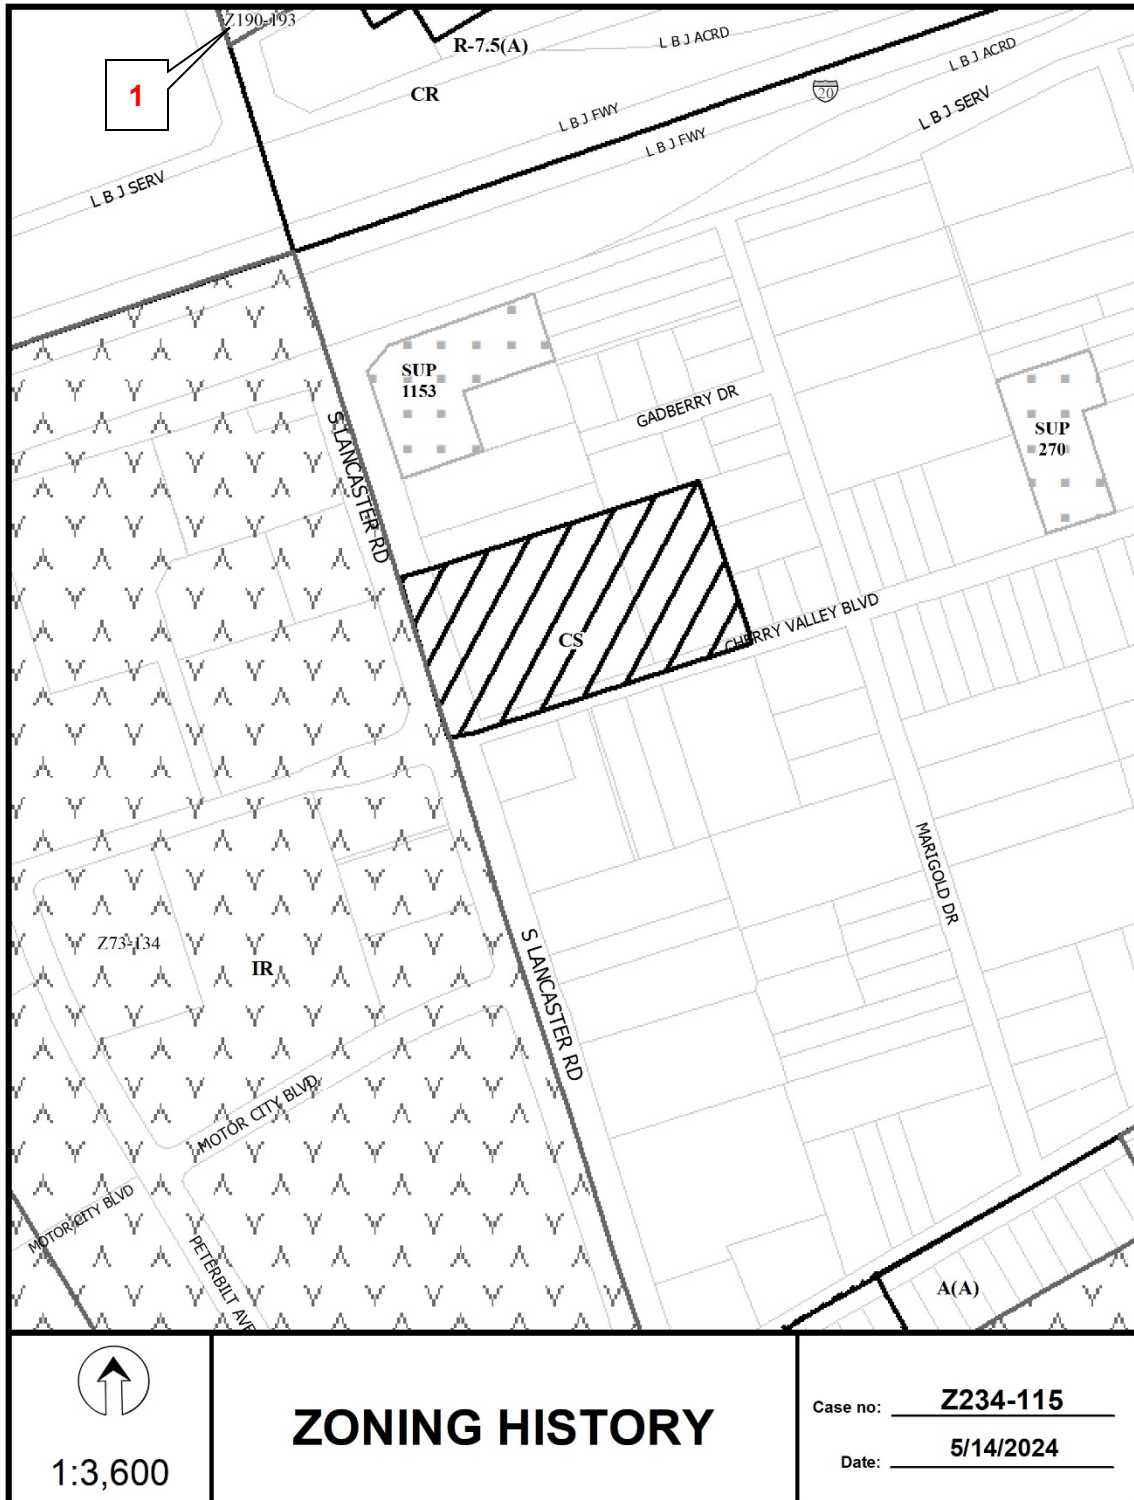 Z190-193
R-7.5(A)
L B J ACRD
1
CR
20
L B J ACRD
L B J FWY
L B J SERV
L B J FWY
L B J SERV
SUP
1153
GADBERRY DR
S LANCASTER RD
SUP
270
CS
CHERRY VALLEY BLVD
MARIGOLD DR
Z73-134
IR
S LANCASTER RD
MOTOR CITY BLVD
MOTOR CITY BLVD
PETERBILT AVE
A(A)
1:3,600
ZONING HISTORY
Case no: Z234-115
Date: 5/14/2024